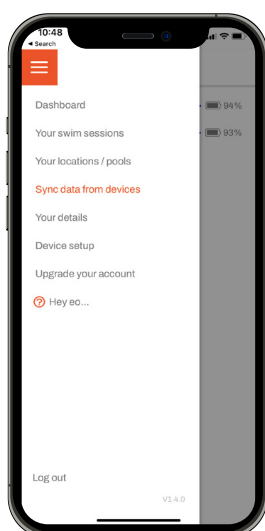 10:48
◂ Search
Dashboard
94%
Your swim sessions
93%
Your locations / pools
Sync data from devices
Your details
Device setup
Upgrade your account
? Hey eo...
Log out
V1.4.0